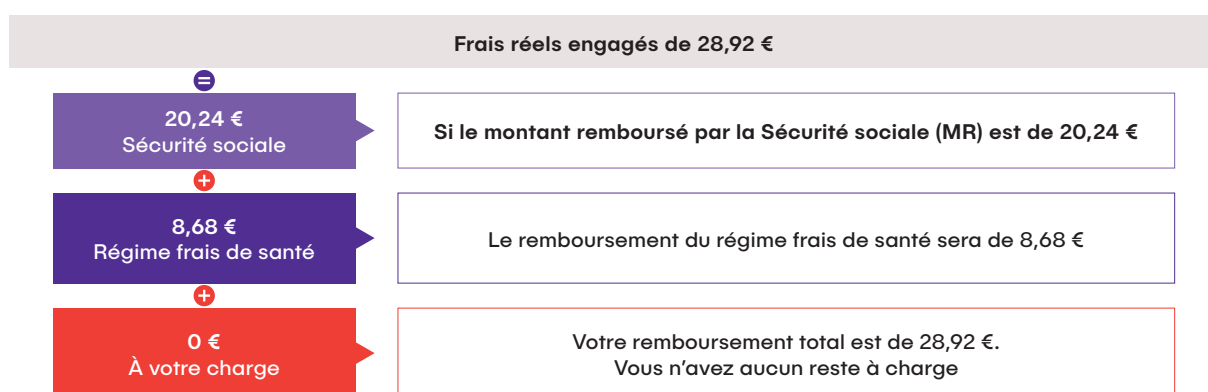 Frais réels engagés de 28,92 €
=
20,24 €
Sécurité sociale
Si le montant remboursé par la Sécurité sociale (MR) est de 20,24 €
+
8,68 €
Régime frais de santé
Le remboursement du régime frais de santé sera de 8,68 €
+
0 €
À votre charge
Votre remboursement total est de 28,92 €.
Vous n’avez aucun reste à charge